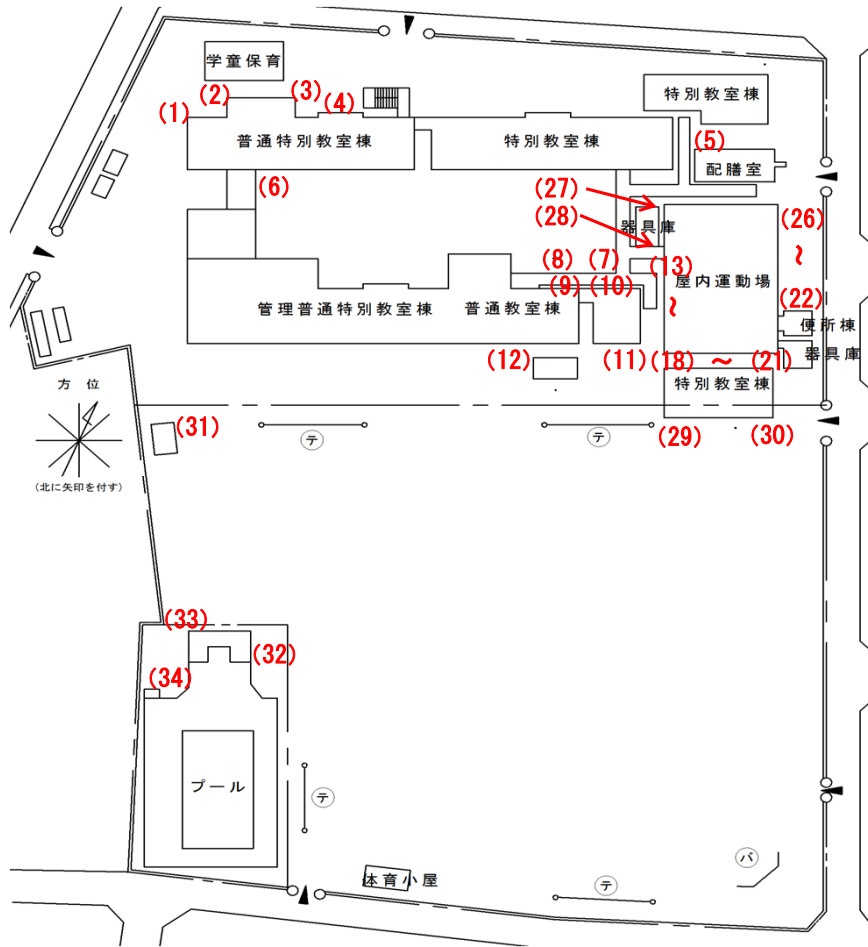 学童保育
(1)
(2)
(3)
(4)
普通特別教室棟
特別教室棟
特別教室棟
(5)
配膳室
(6)
(27)
(28)
器具庫
(26)
~
(8)
(7)
(13)
屋内運動場
(9)
(10)
~
(22)
管理普通特別教室棟
普通教室棟
便所棟
器具庫
(12)
(11)
(18)
~
(21)
特別教室棟
方位
(北に矢印を付す)
(31)
テ
テ
(29)
(30)
(33)
(32)
(34)
プール
テ
体育小屋
テ
バ